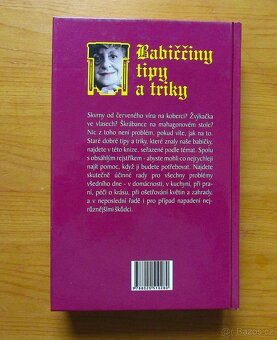 Babiččiny
tipy
a triky
Skvrny od červeného vína na koberci? Žvýkačka
ve vlasech? Škrábance na mahagonovém stole?
Nic z toho není problém, pokud víte, jak na to.
Staré dobré tipy a triky, které znaly naše babičky,
najdete v této knize, seřazené podle témat. Spolu
s obsáhlým rejstříkem - abyste mohli co nejrychleji
najít pomoc, když ji budete potřebovat. Najdete
skutečně účinné rady pro všechny problémy
všedního dne - v domácnosti, v kuchyni, při pra-
ní, péči o krásu, při ošetřování květin a zahrady,
a v neposlední řadě i pro případ napadení nej-
různějšími škůdci.